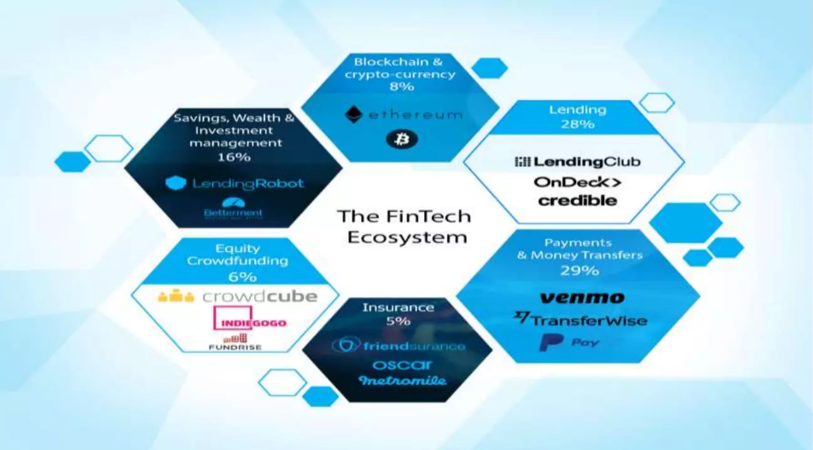 Blockchain &
crypto-currency
8%
ethereum
Savings, Wealth &
Investment
management
16%
LendingRobot
Betterment
Lending
28%
LendingClub
OnDeck>
credible
The FinTech
Ecosystem
Equity
Crowdfunding
6%
crowdcube
INDIEGOGO
FUNDRISE
Insurance
5%
friendsurance
oscar
metromile
Payments
& Money Transfers
29%
venmo
TransferWise
Pay